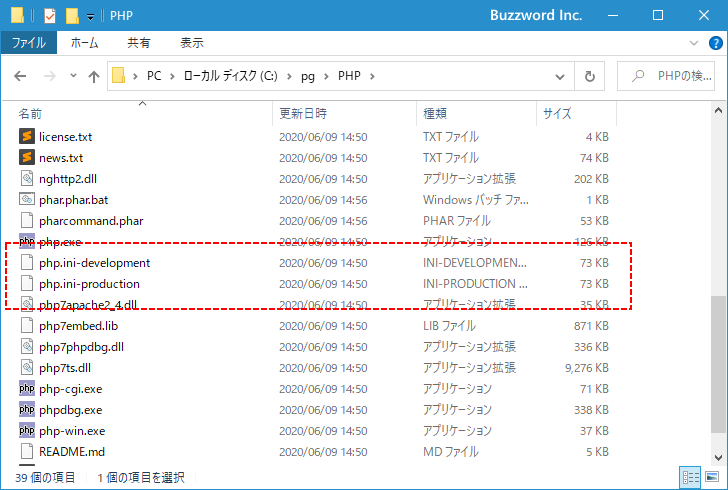 PHP Buzzword Inc.
ファイル ホーム 共有 表示
PC ローカル ディスク (C:) pg PHP PHPの検...
名前 更新日時 種類 サイズ
license.txt 2020/06/09 14:50 TXT ファイル 4 KB
news.txt 2020/06/09 14:50 TXT ファイル 74 KB
nghttp2.dll 2020/06/09 14:50 アプリケーション拡張 202 KB
phar.phar.bat 2020/06/09 14:56 Windows バッチ ファ... 1 KB
pharcommand.phar 2020/06/09 14:56 PHAR ファイル 53 KB
php.exe 2020/06/09 14:50 アプリケーション 126 KB
php.ini-development 2020/06/09 14:50 INI-DEVELOPMEN... 73 KB
php.ini-production 2020/06/09 14:50 INI-PRODUCTION ... 73 KB
php7apache2_4.dll 2020/06/09 14:50 アプリケーション拡張 35 KB
php7embed.lib 2020/06/09 14:50 LIB ファイル 871 KB
php7phpdbg.dll 2020/06/09 14:50 アプリケーション拡張 336 KB
php7ts.dll 2020/06/09 14:50 アプリケーション拡張 9,276 KB
php-cgi.exe 2020/06/09 14:50 アプリケーション 71 KB
phpdbg.exe 2020/06/09 14:50 アプリケーション 338 KB
php-win.exe 2020/06/09 14:50 アプリケーション 37 KB
README.md 2020/06/09 14:50 MD ファイル 5 KB
39 個の項目 1 個の項目を選択